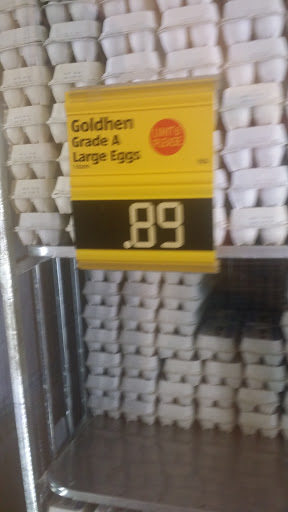 Goldhen
Grade A
Large Eggs
LIMIT 6
PLEASE
.89